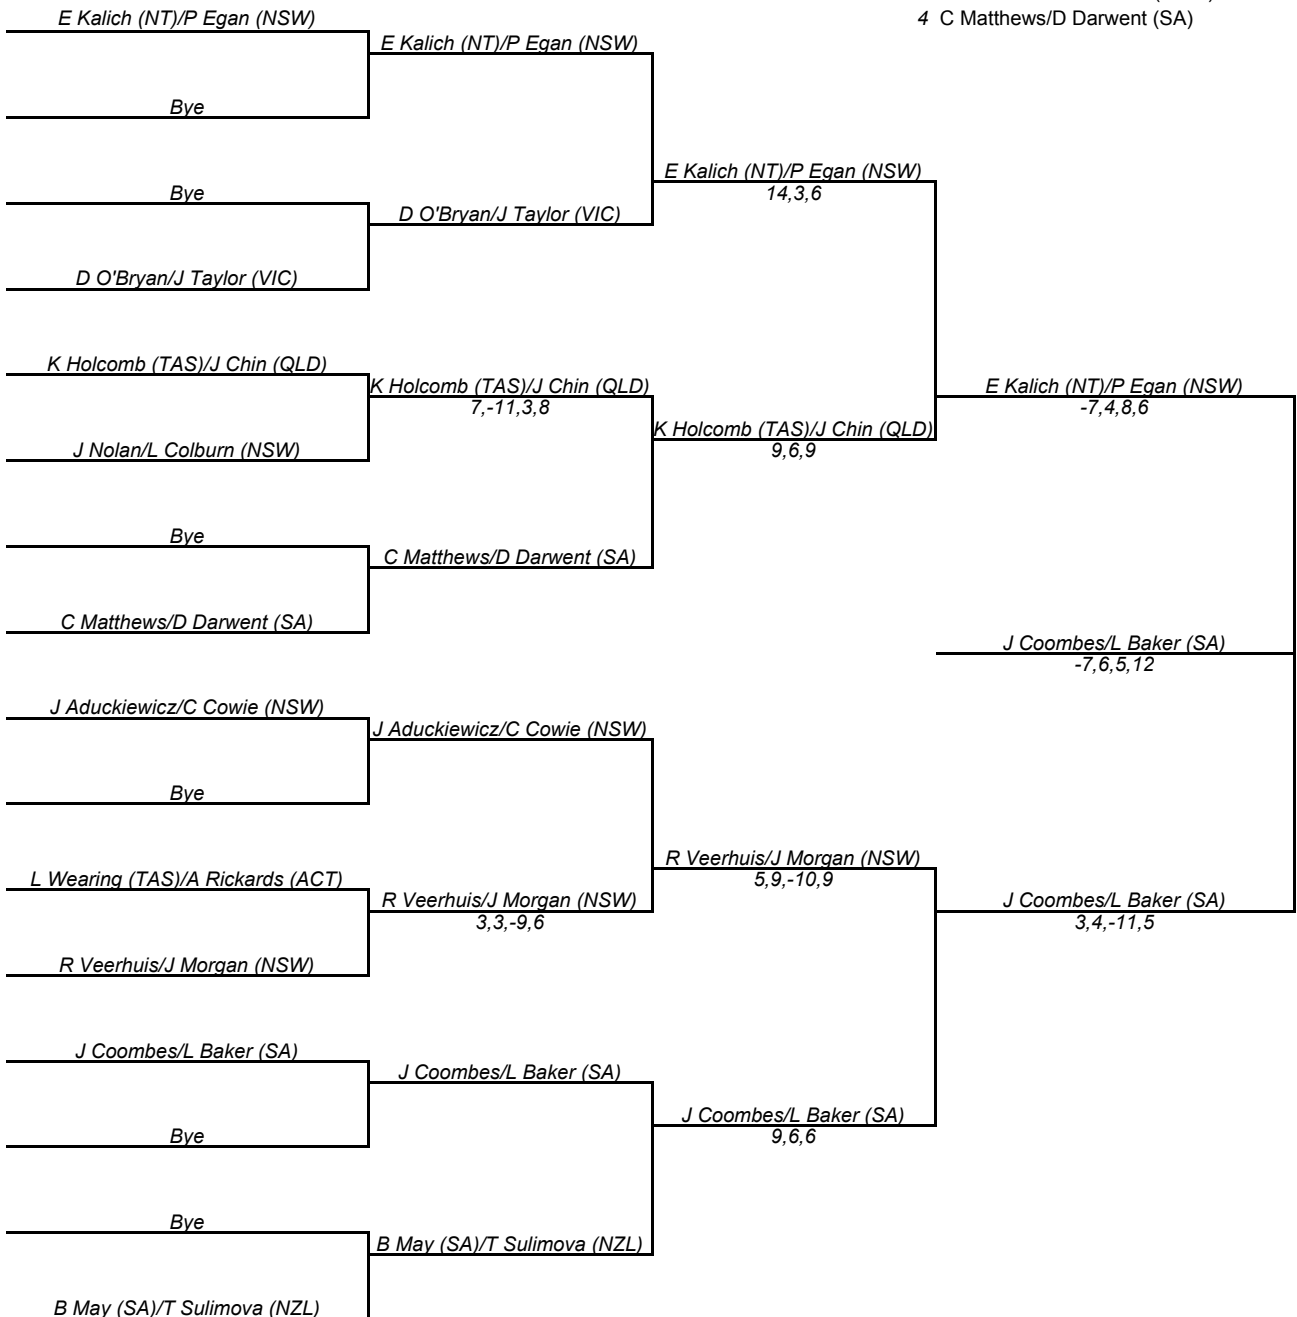 4 C Matthews/D Darwent (SA)
E Kalich (NT)/P Egan (NSW)
E Kalich (NT)/P Egan (NSW)
Bye
E Kalich (NT)/P Egan (NSW)
14,3,6
Bye
D O'Bryan/J Taylor (VIC)
D O'Bryan/J Taylor (VIC)
K Holcomb (TAS)/J Chin (QLD)
K Holcomb (TAS)/J Chin (QLD)
7,-11,3,8
E Kalich (NT)/P Egan (NSW)
-7,4,8,6
K Holcomb (TAS)/J Chin (QLD)
9,6,9
J Nolan/L Colburn (NSW)
Bye
C Matthews/D Darwent (SA)
C Matthews/D Darwent (SA)
J Coombes/L Baker (SA)
-7,6,5,12
J Aduckiewicz/C Cowie (NSW)
J Aduckiewicz/C Cowie (NSW)
Bye
R Veerhuis/J Morgan (NSW)
5,9,-10,9
L Wearing (TAS)/A Rickards (ACT)
R Veerhuis/J Morgan (NSW)
3,3,-9,6
J Coombes/L Baker (SA)
3,4,-11,5
R Veerhuis/J Morgan (NSW)
J Coombes/L Baker (SA)
J Coombes/L Baker (SA)
J Coombes/L Baker (SA)
9,6,6
Bye
Bye
B May (SA)/T Sulimova (NZL)
B May (SA)/T Sulimova (NZL)